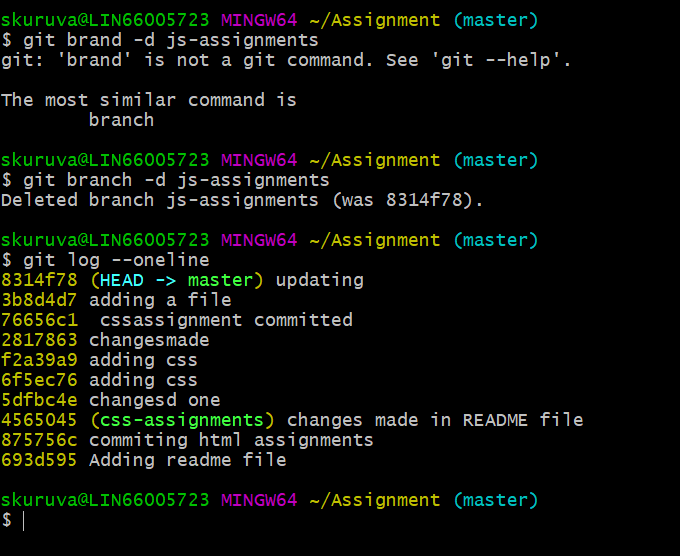 skuruva@LIN66005723 MINGW64 ~/Assignment (master)
$ git brand -d js-assignments
git: 'brand' is not a git command. See 'git --help'.
The most similar command is
branch
skuruva@LIN66005723 MINGW64 ~/Assignment (master)
$ git branch -d js-assignments
Deleted branch js-assignments (was 8314f78).
skuruva@LIN66005723 MINGW64 ~/Assignment (master)
$ git log --oneline
8314f78 (HEAD -> master) updating
3b8d4d7 adding a file
76656c1  cssassignment committed
2817863 changesmade
f2a39a9 adding css
6f5ec76 adding css
5dfbc4e changesd one
4565045 (css-assignments) changes made in README file
875756c commiting html assignments
693d595 Adding readme file
skuruva@LIN66005723 MINGW64 ~/Assignment (master)
$